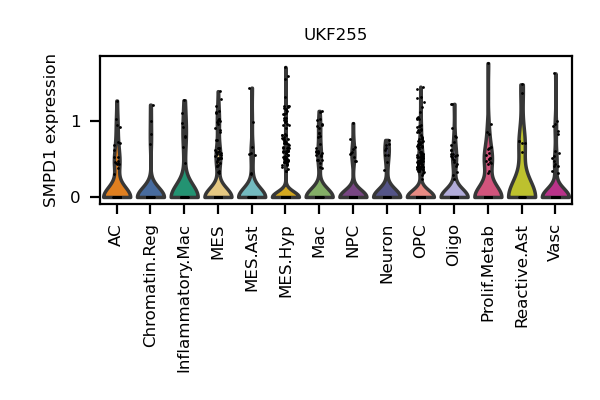 UKF255
SMPD1 expression
1
0
AC
Chromatin.Reg
Inflammatory.Mac
MES
MES.Ast
MES.Hyp
Mac
NPC
Neuron
OPC
Oligo
Prolif.Metab
Reactive.Ast
Vasc